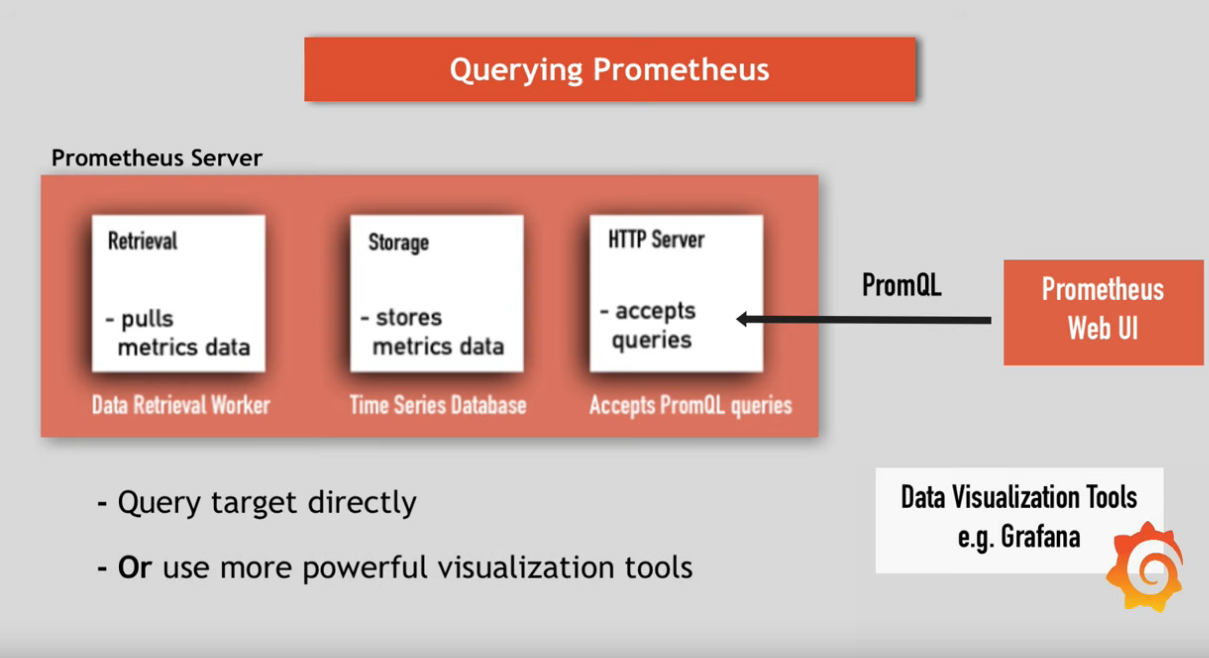 Querying Prometheus
Prometheus Server
Retrieval
- pulls
metrics data
Data Retrieval Worker
Storage
- stores
metrics data
Time Series Database
HTTP Server
- accepts
queries
Accepts PromQL queries
PromQL
Prometheus
Web UI
- Query target directly
- Or use more powerful visualization tools
Data Visualization Tools
e.g. Grafana